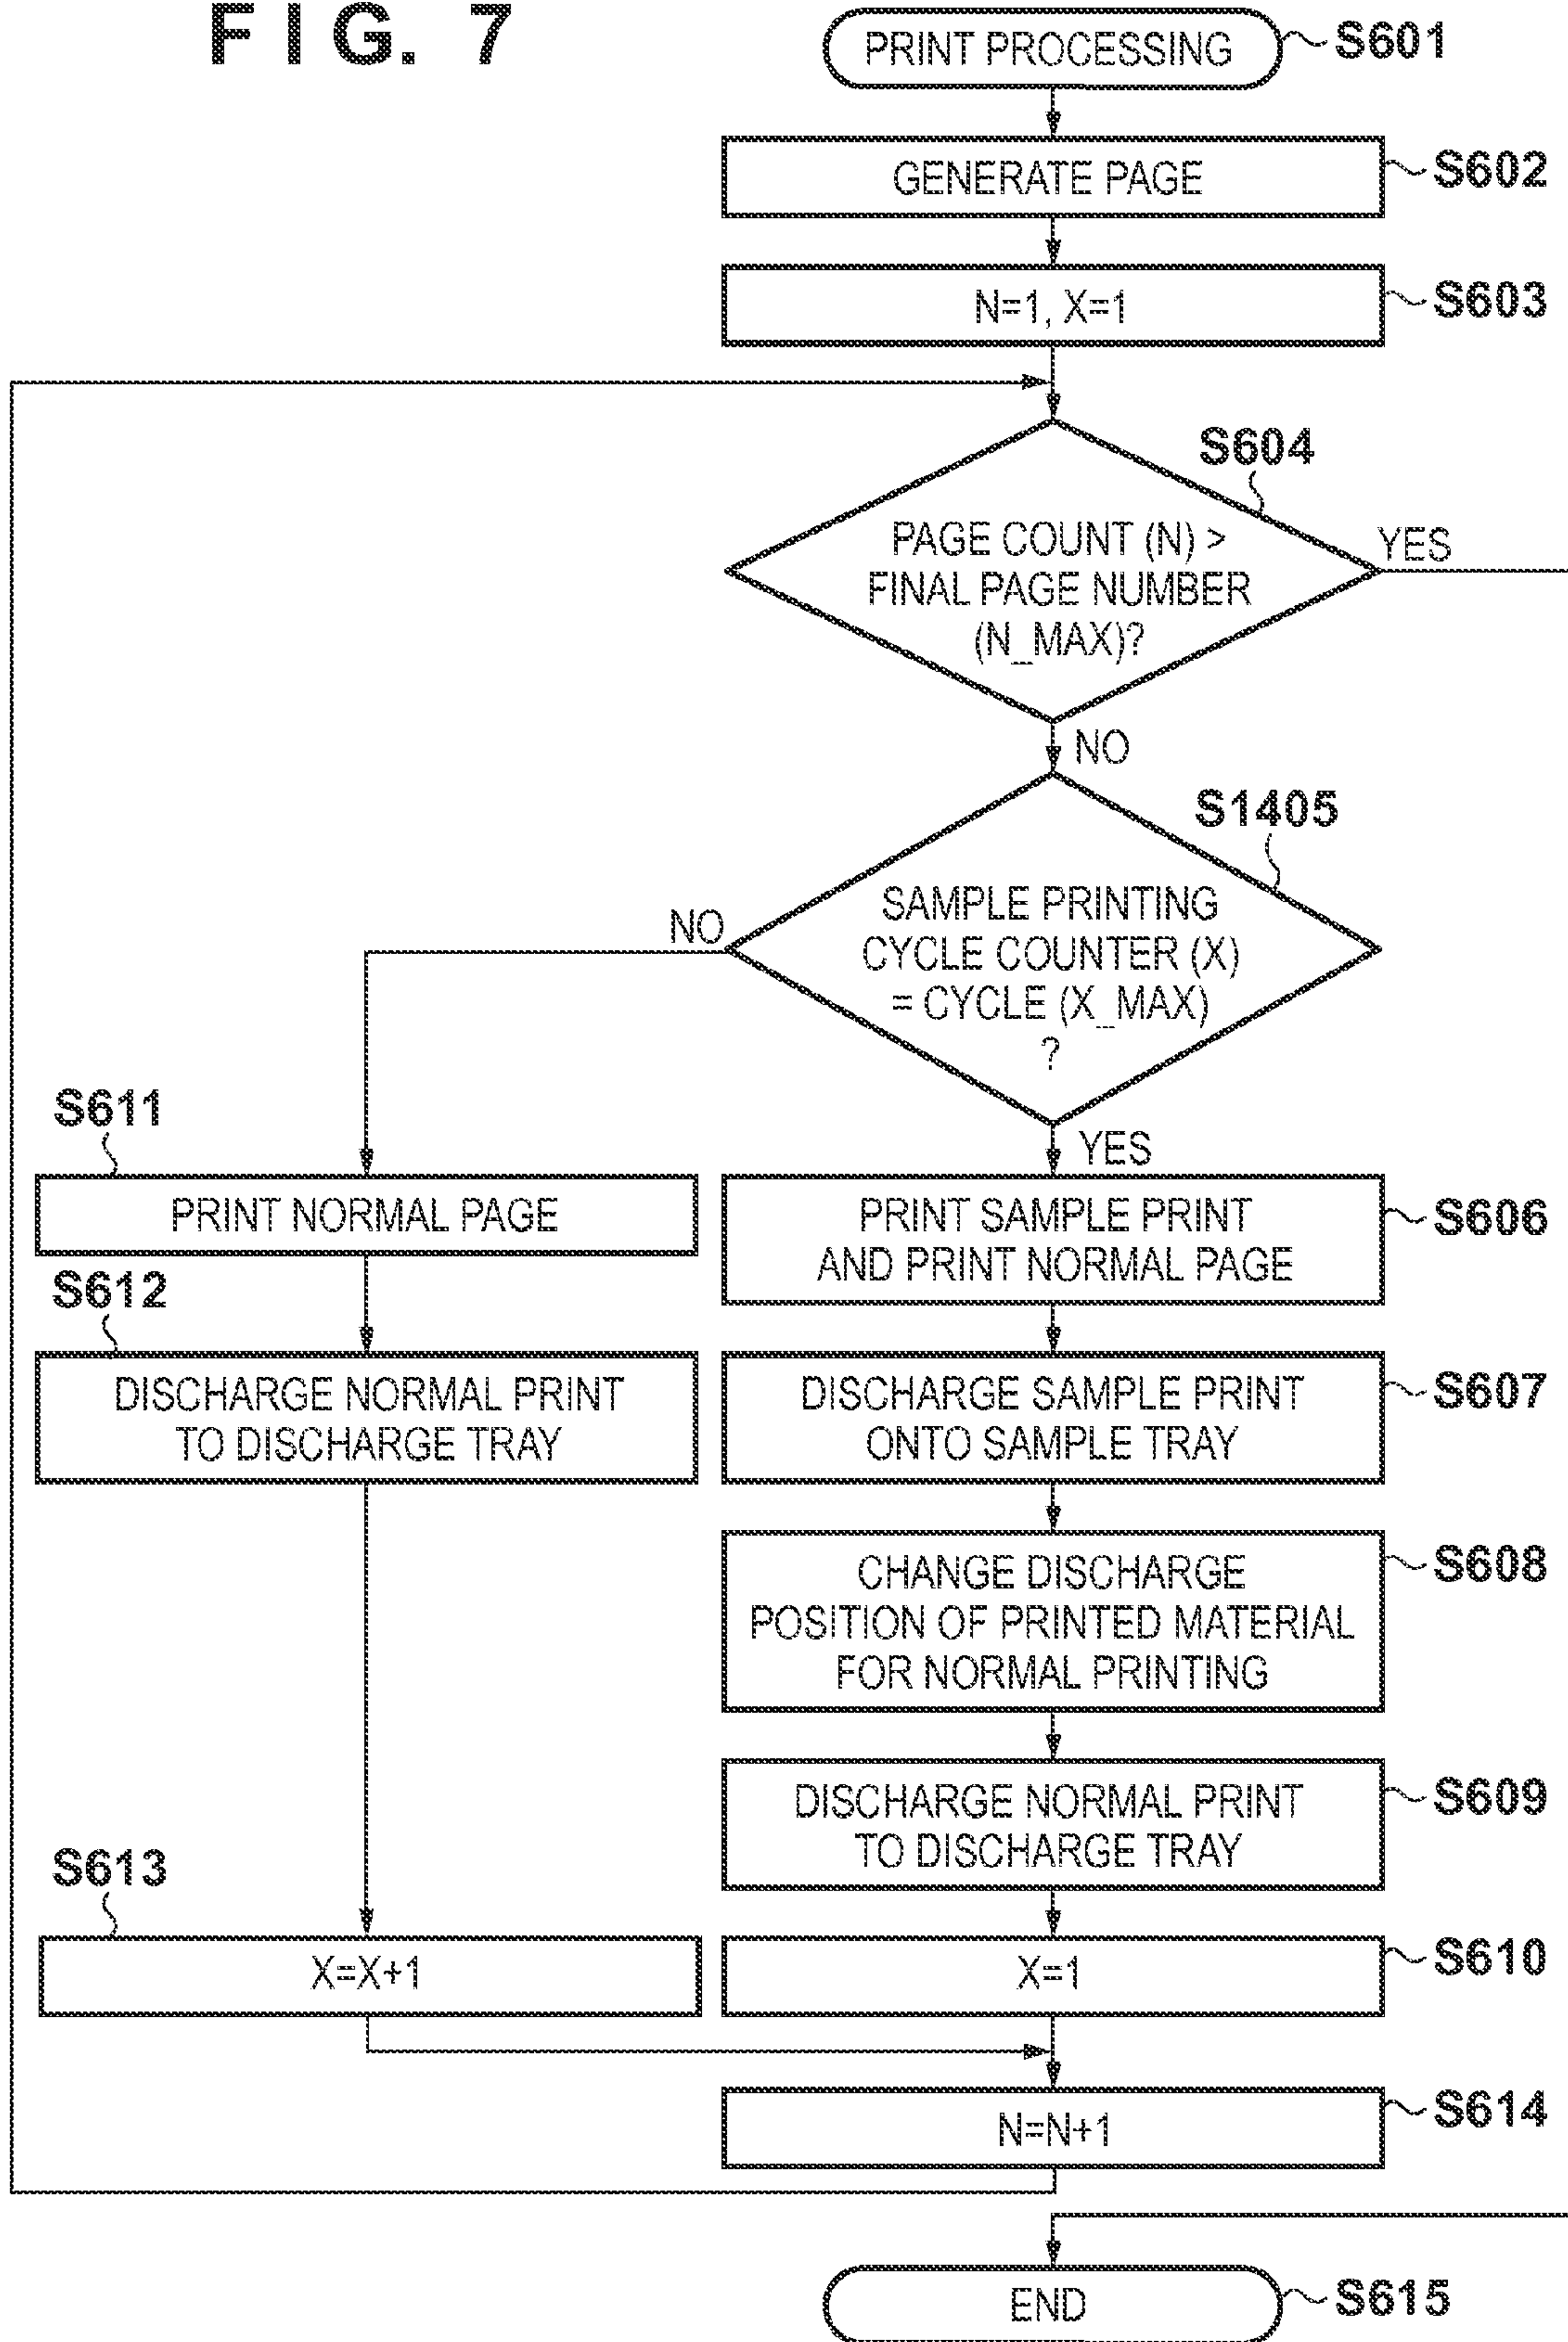 FIG. 7
PRINT PROCESSING
S601
GENERATE PAGE
S602
N=1, X=1
S603
S604
PAGE COUNT (N) >
FINAL PAGE NUMBER
(N_MAX)?
YES
NO
S1405
SAMPLE PRINTING
CYCLE COUNTER (X)
= CYCLE (X_MAX)
?
NO
YES
S611
PRINT NORMAL PAGE
PRINT SAMPLE PRINT
AND PRINT NORMAL PAGE
S606
S612
DISCHARGE NORMAL PRINT
TO DISCHARGE TRAY
DISCHARGE SAMPLE PRINT
ONTO SAMPLE TRAY
S607
CHANGE DISCHARGE
POSITION OF PRINTED MATERIAL
FOR NORMAL PRINTING
S608
DISCHARGE NORMAL PRINT
TO DISCHARGE TRAY
S609
S613
X=X+1
X=1
S610
N=N+1
S614
END
S615